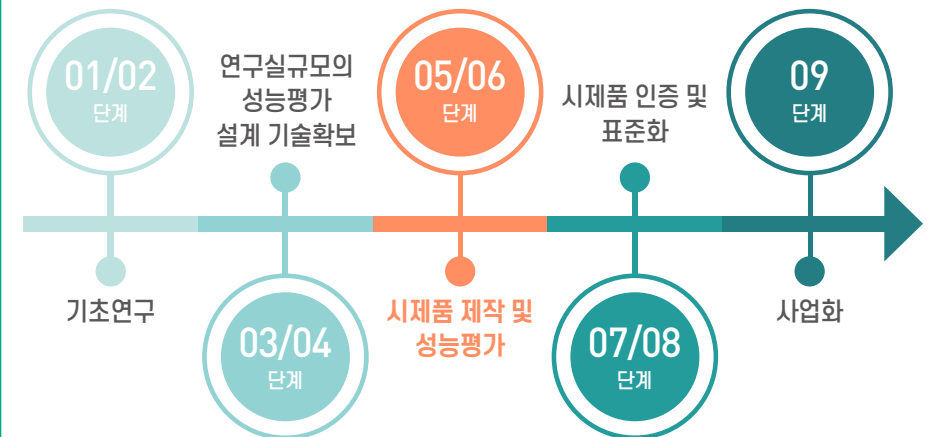 01/02
단계
기초연구
연구실규모의
성능평가
설계 기술확보
03/04
단계
05/06
단계
시제품 제작 및
성능평가
시제품 인증 및
표준화
07/08
단계
09
단계
사업화